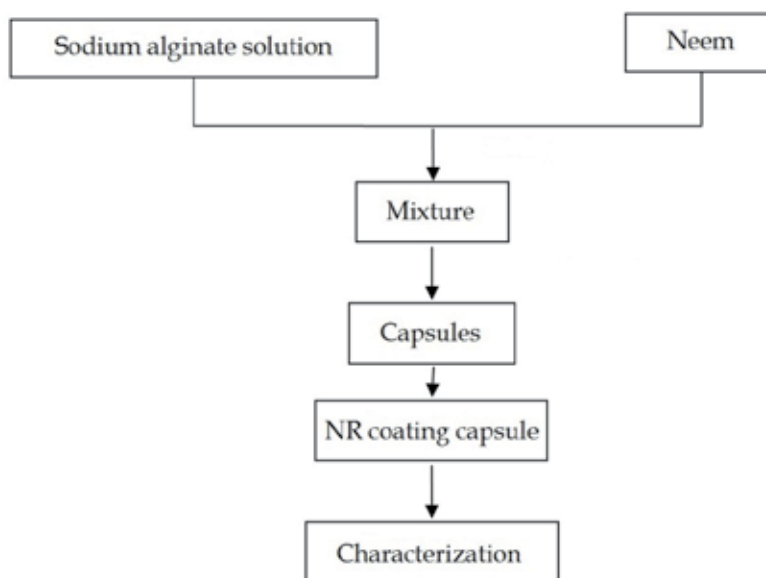 Sodium alginate solution
Neem
Mixture
Capsules
NR coating capsule
Characterization